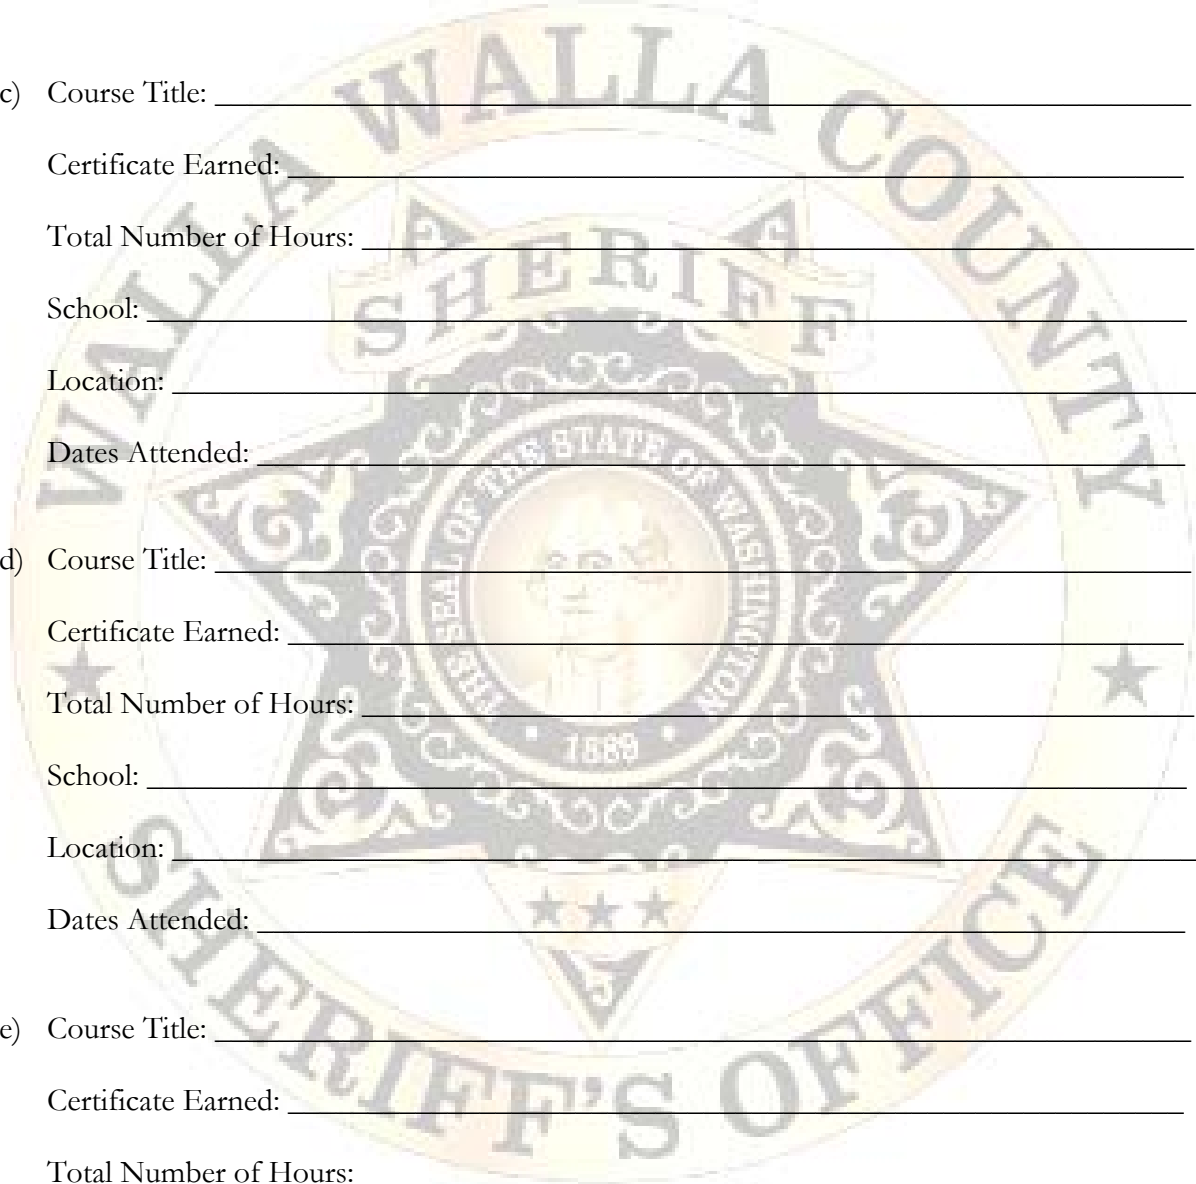 WALLA WALLA COUNTY
SHERIFF
THE SEAL OF THE STATE OF WASHINGTON
1889
SHERIFF'S OFFICE
c) Course Title:
Certificate Earned:
Total Number of Hours:
School:
Location:
Dates Attended:
d) Course Title:
Certificate Earned:
Total Number of Hours:
School:
Location:
Dates Attended:
e) Course Title:
Certificate Earned:
Total Number of Hours: